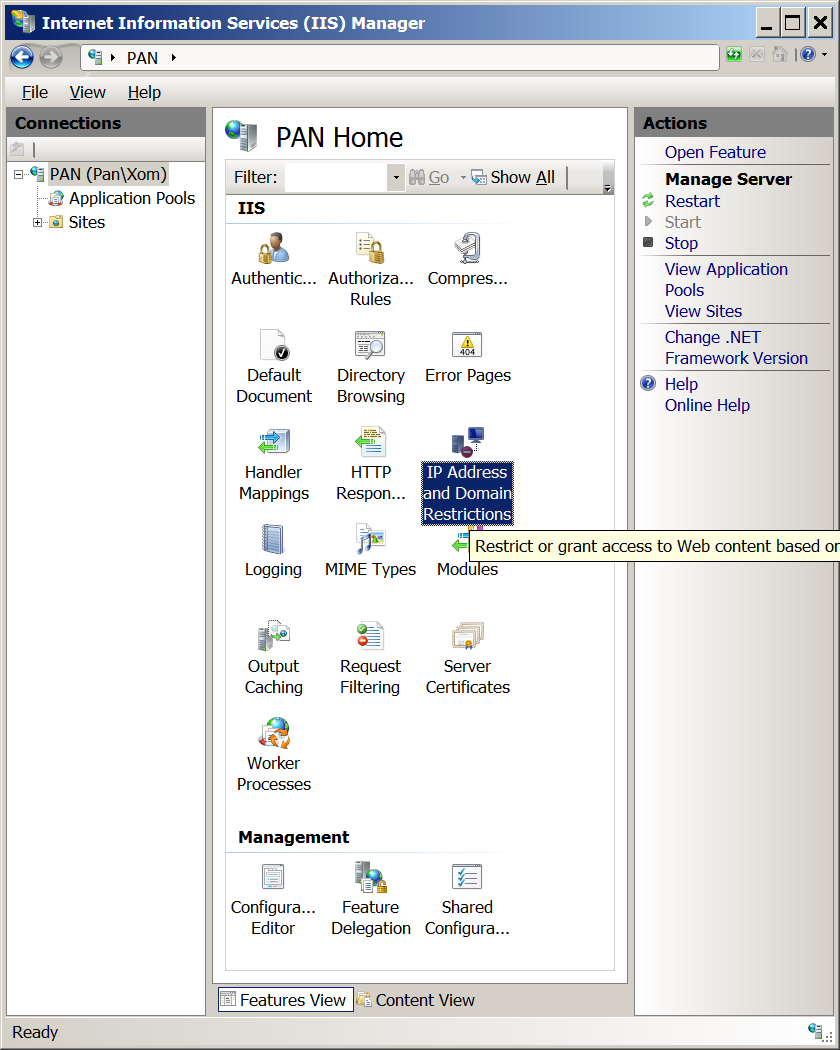 Internet Information Services (IIS) Manager
PAN
File View Help
Connections
PAN (Pan\Xom)
Application Pools
Sites
PAN Home
Filter: Go Show All
IIS
Authentic... Authoriza... Rules Compres...
Default Document Directory Browsing Error Pages
404
Handler Mappings HTTP Respon... IP Address and Domain Restrictions
Logging MIME Types Modules
Restrict or grant access to Web content based on
Output Caching Request Filtering Server Certificates
Worker Processes
Management
Configura... Editor Feature Delegation Shared Configura...
Features View Content View
Actions
Open Feature
Manage Server
Restart
Start
Stop
View Application
Pools
View Sites
Change .NET
Framework Version
Help
Online Help
Ready